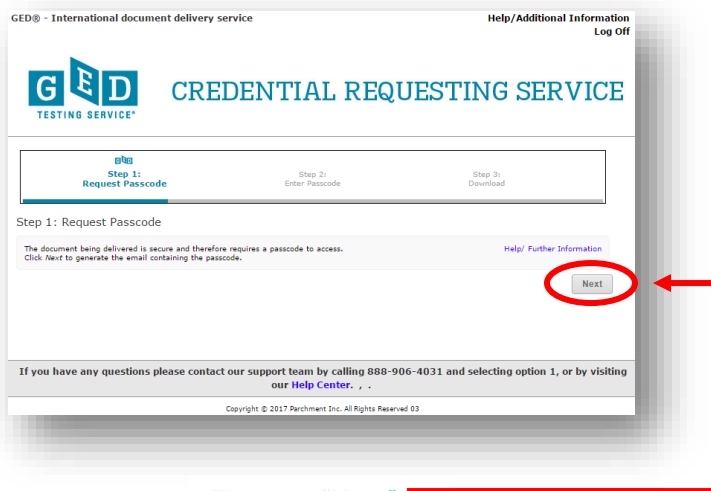 GED® - International document delivery service
Help/Additional Information
Log Off
GED
TESTING SERVICE®
CREDENTIAL REQUESTING SERVICE
GED
Step 1:
Request Passcode
Step 2:
Enter Passcode
Step 3:
Download
Step 1: Request Passcode
The document being delivered is secure and therefore requires a passcode to access.
Click Next to generate the email containing the passcode.
Help/ Further Information
Next
If you have any questions please contact our support team by calling 888-906-4031 and selecting option 1, or by visiting
our Help Center. , .
Copyright © 2017 Parchment Inc. All Rights Reserved 03